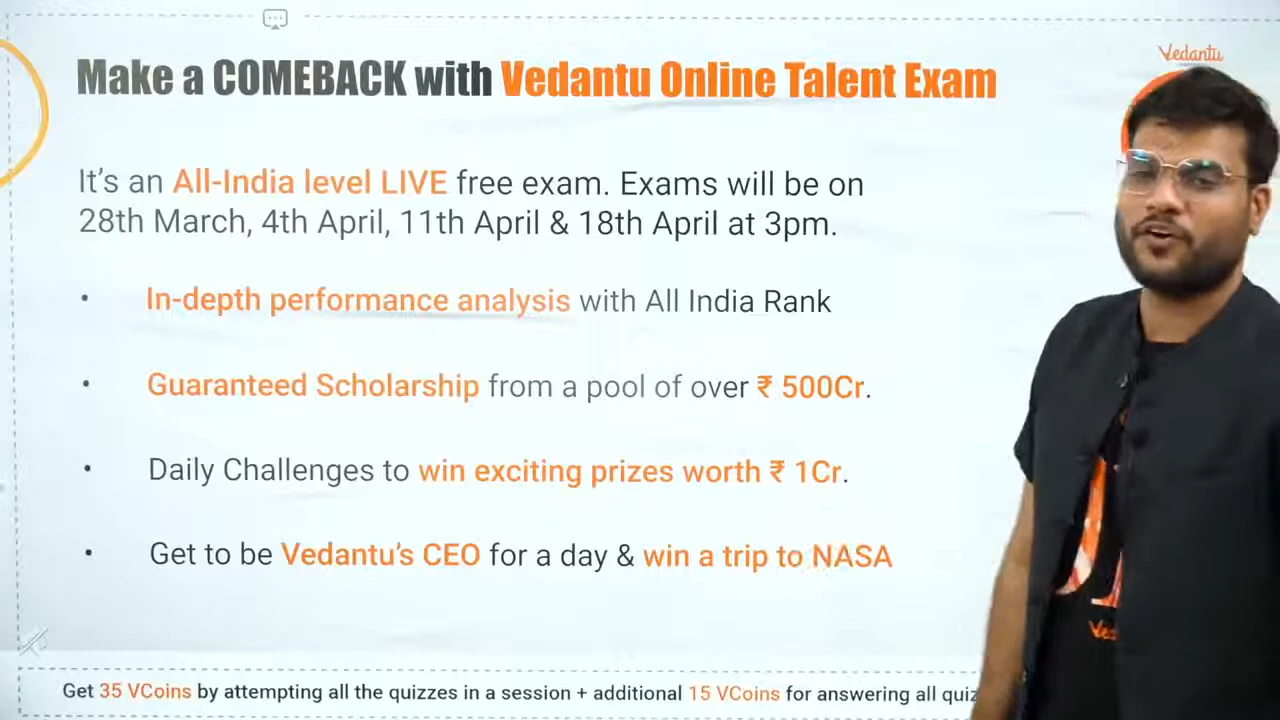 Vedantu
Make a COMEBACK with Vedantu Online Talent Exam
It's an All-India level LIVE free exam. Exams will be on
28th March, 4th April, 11th April & 18th April at 3pm.
• In-depth performance analysis with All India Rank
• Guaranteed Scholarship from a pool of over ₹ 500Cr.
• Daily Challenges to win exciting prizes worth ₹ 1Cr.
• Get to be Vedantu's CEO for a day & win a trip to NASA
Get 35 VCoins by attempting all the quizzes in a session + additional 15 VCoins for answering all